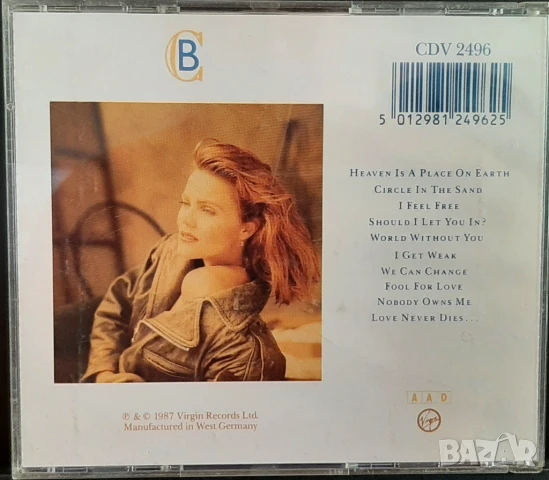 CB
CDV 2496
5 012981 249625
HEAVEN IS A PLACE ON EARTH
CIRCLE IN THE SAND
I FEEL FREE
SHOULD I LET YOU IN?
WORLD WITHOUT YOU
I GET WEAK
WE CAN CHANGE
FOOL FOR LOVE
NOBODY OWNS ME
LOVE NEVER DIES...
℗ & © 1987 Virgin Records Ltd.
Manufactured in West Germany
A A D
Virgin
BAZAR